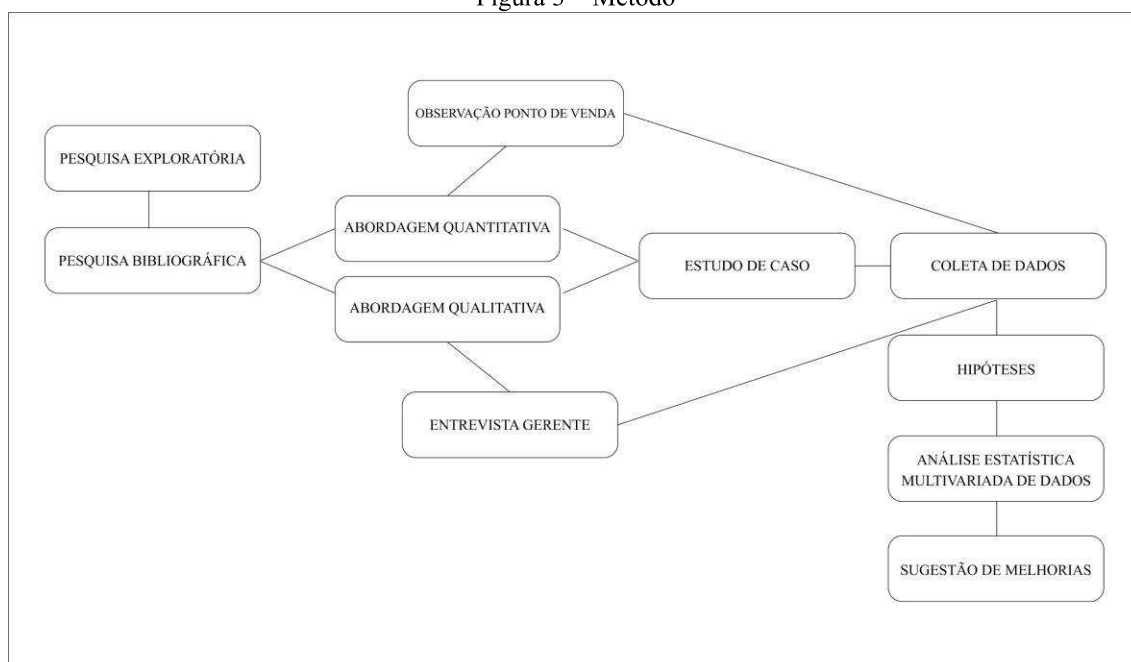 Figura 3 – Método
OBSERVAÇÃO PONTO DE VENDA
PESQUISA EXPLORATÓRIA
ABORDAGEM QUANTITATIVA
PESQUISA BIBLIOGRÁFICA
ESTUDO DE CASO
COLETA DE DADOS
ABORDAGEM QUALITATIVA
HIPÓTESES
ENTREVISTA GERENTE
ANÁLISE ESTATÍSTICA
MULTIVARIADA DE DADOS
SUGESTÃO DE MELHORIAS